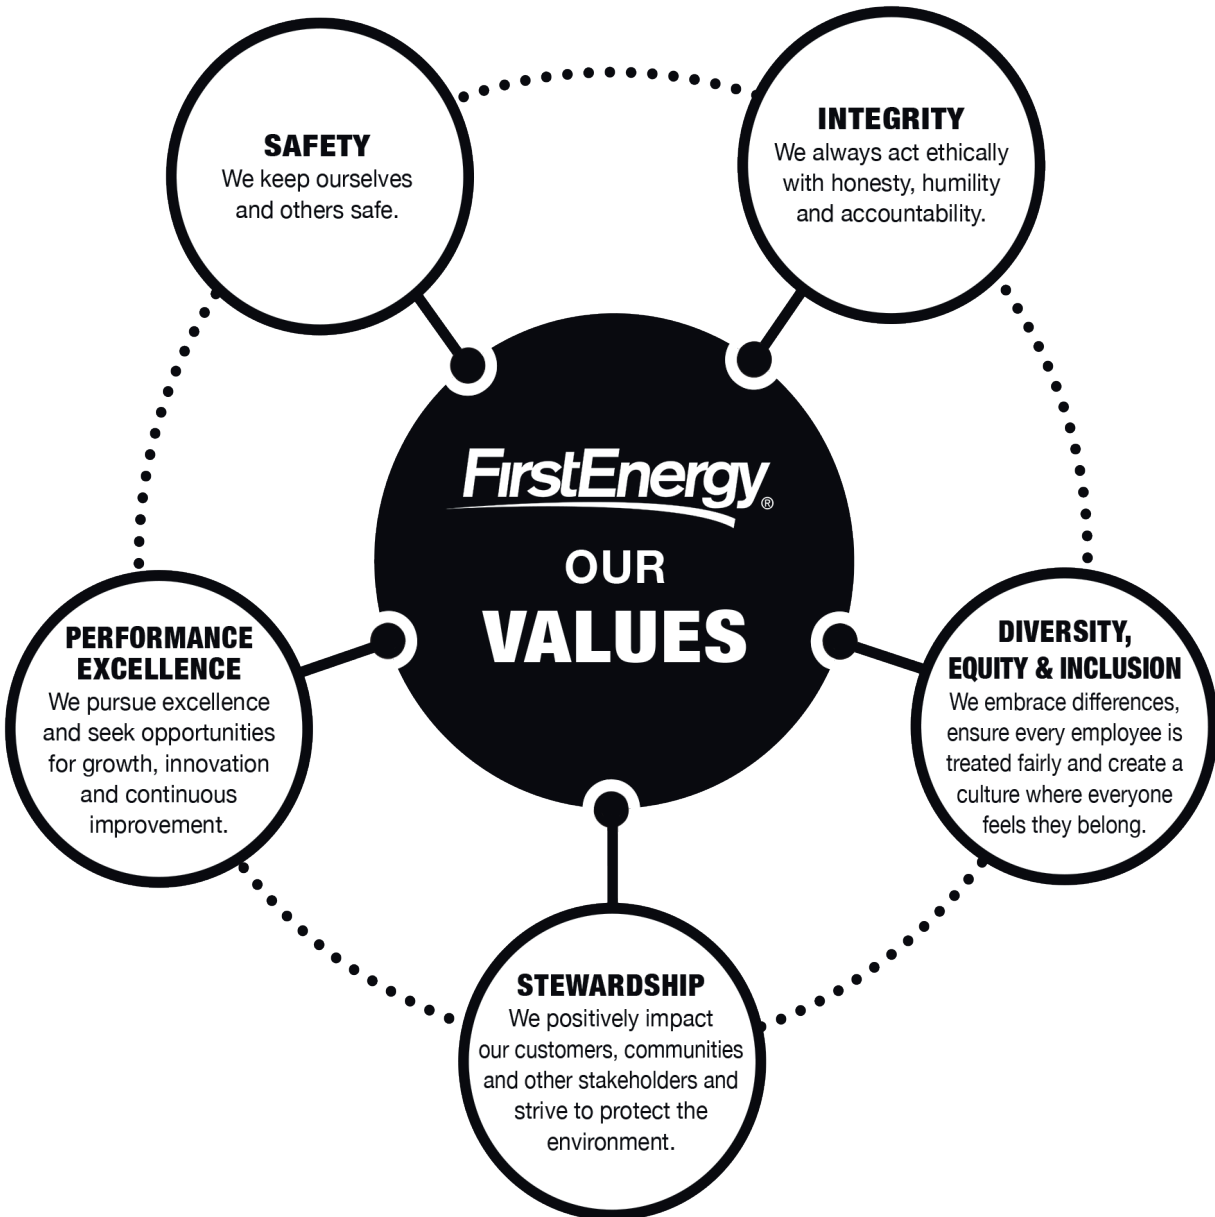 SAFETY
We keep ourselves
and others safe.
INTEGRITY
We always act ethically
with honesty, humility
and accountability.
FirstEnergy®
OUR
VALUES
PERFORMANCE
EXCELLENCE
We pursue excellence
and seek opportunities
for growth, innovation
and continuous
improvement.
DIVERSITY,
EQUITY & INCLUSION
We embrace differences,
ensure every employee is
treated fairly and create a
culture where everyone
feels they belong.
STEWARDSHIP
We positively impact
our customers, communities
and other stakeholders and
strive to protect the
environment.